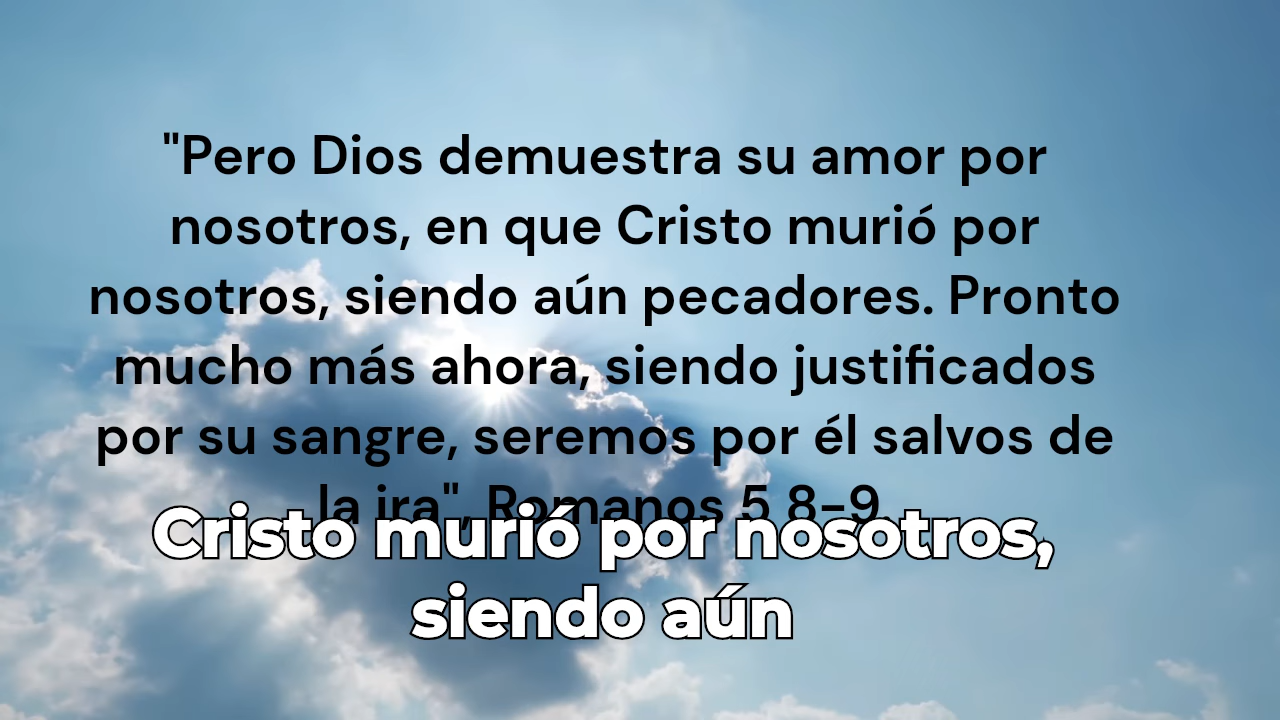 "Pero Dios demuestra su amor por
nosotros, en que Cristo murió por
nosotros, siendo aún pecadores. Pronto
mucho más ahora, siendo justificados
por su sangre, seremos por él salvos de
la ira", Romanos 5 8-9.
Cristo murió por nosotros,
siendo aún